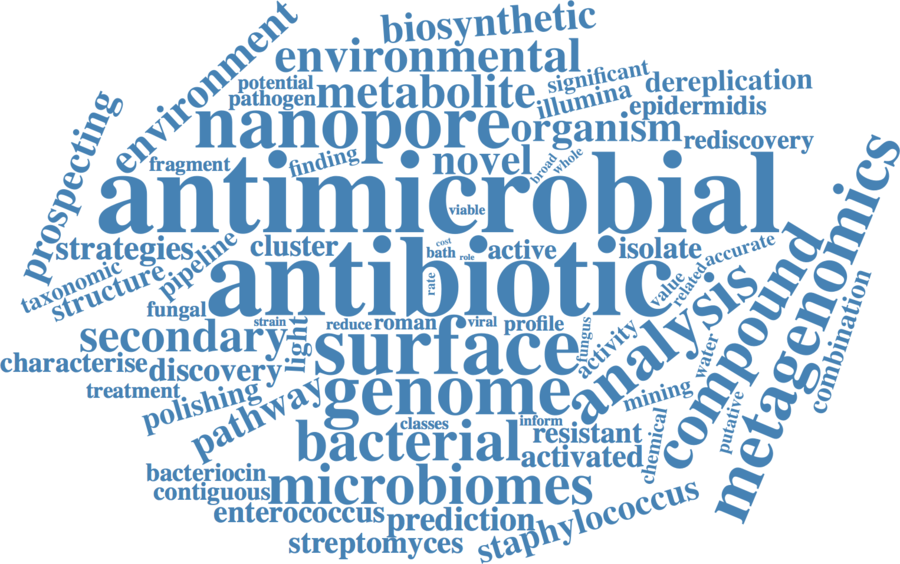 biosynthetic
environmental
environment
potential
pathogen
metabolite
significant
illumina
dereplication
epidermidis
prospecting
nanopore
organism
rediscovery
fragment
finding
novel
broad
whole
antimicrobial
viable
metagenomics
strategies
pipeline
cluster
cost
bath
role
active
isolate
accurate
taxonomic
structure
antibiotic
rate
value
related
compound
combination
fungal
secondary
strain
light
reduce
roman
viral
profile
fungus
activity
analysis
water
characterise
discovery
surface
treatment
polishing
pathway
genome
mining
putative
classes
inform
bacterial
resistant
activated
chemical
bacteriocin
contiguous
microbiomes
enterococcus
prediction
staphylococcus
streptomyces